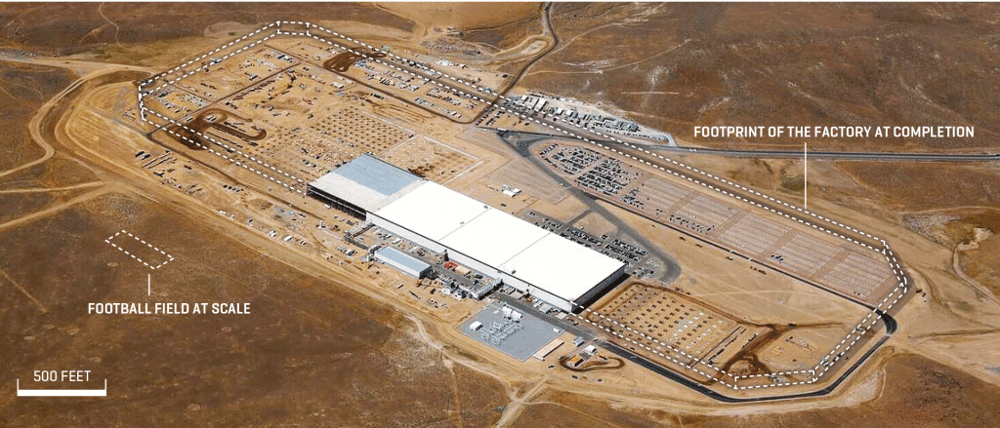 FOOTPRINT OF THE FACTORY AT COMPLETION
FOOTBALL FIELD AT SCALE
500 FEET